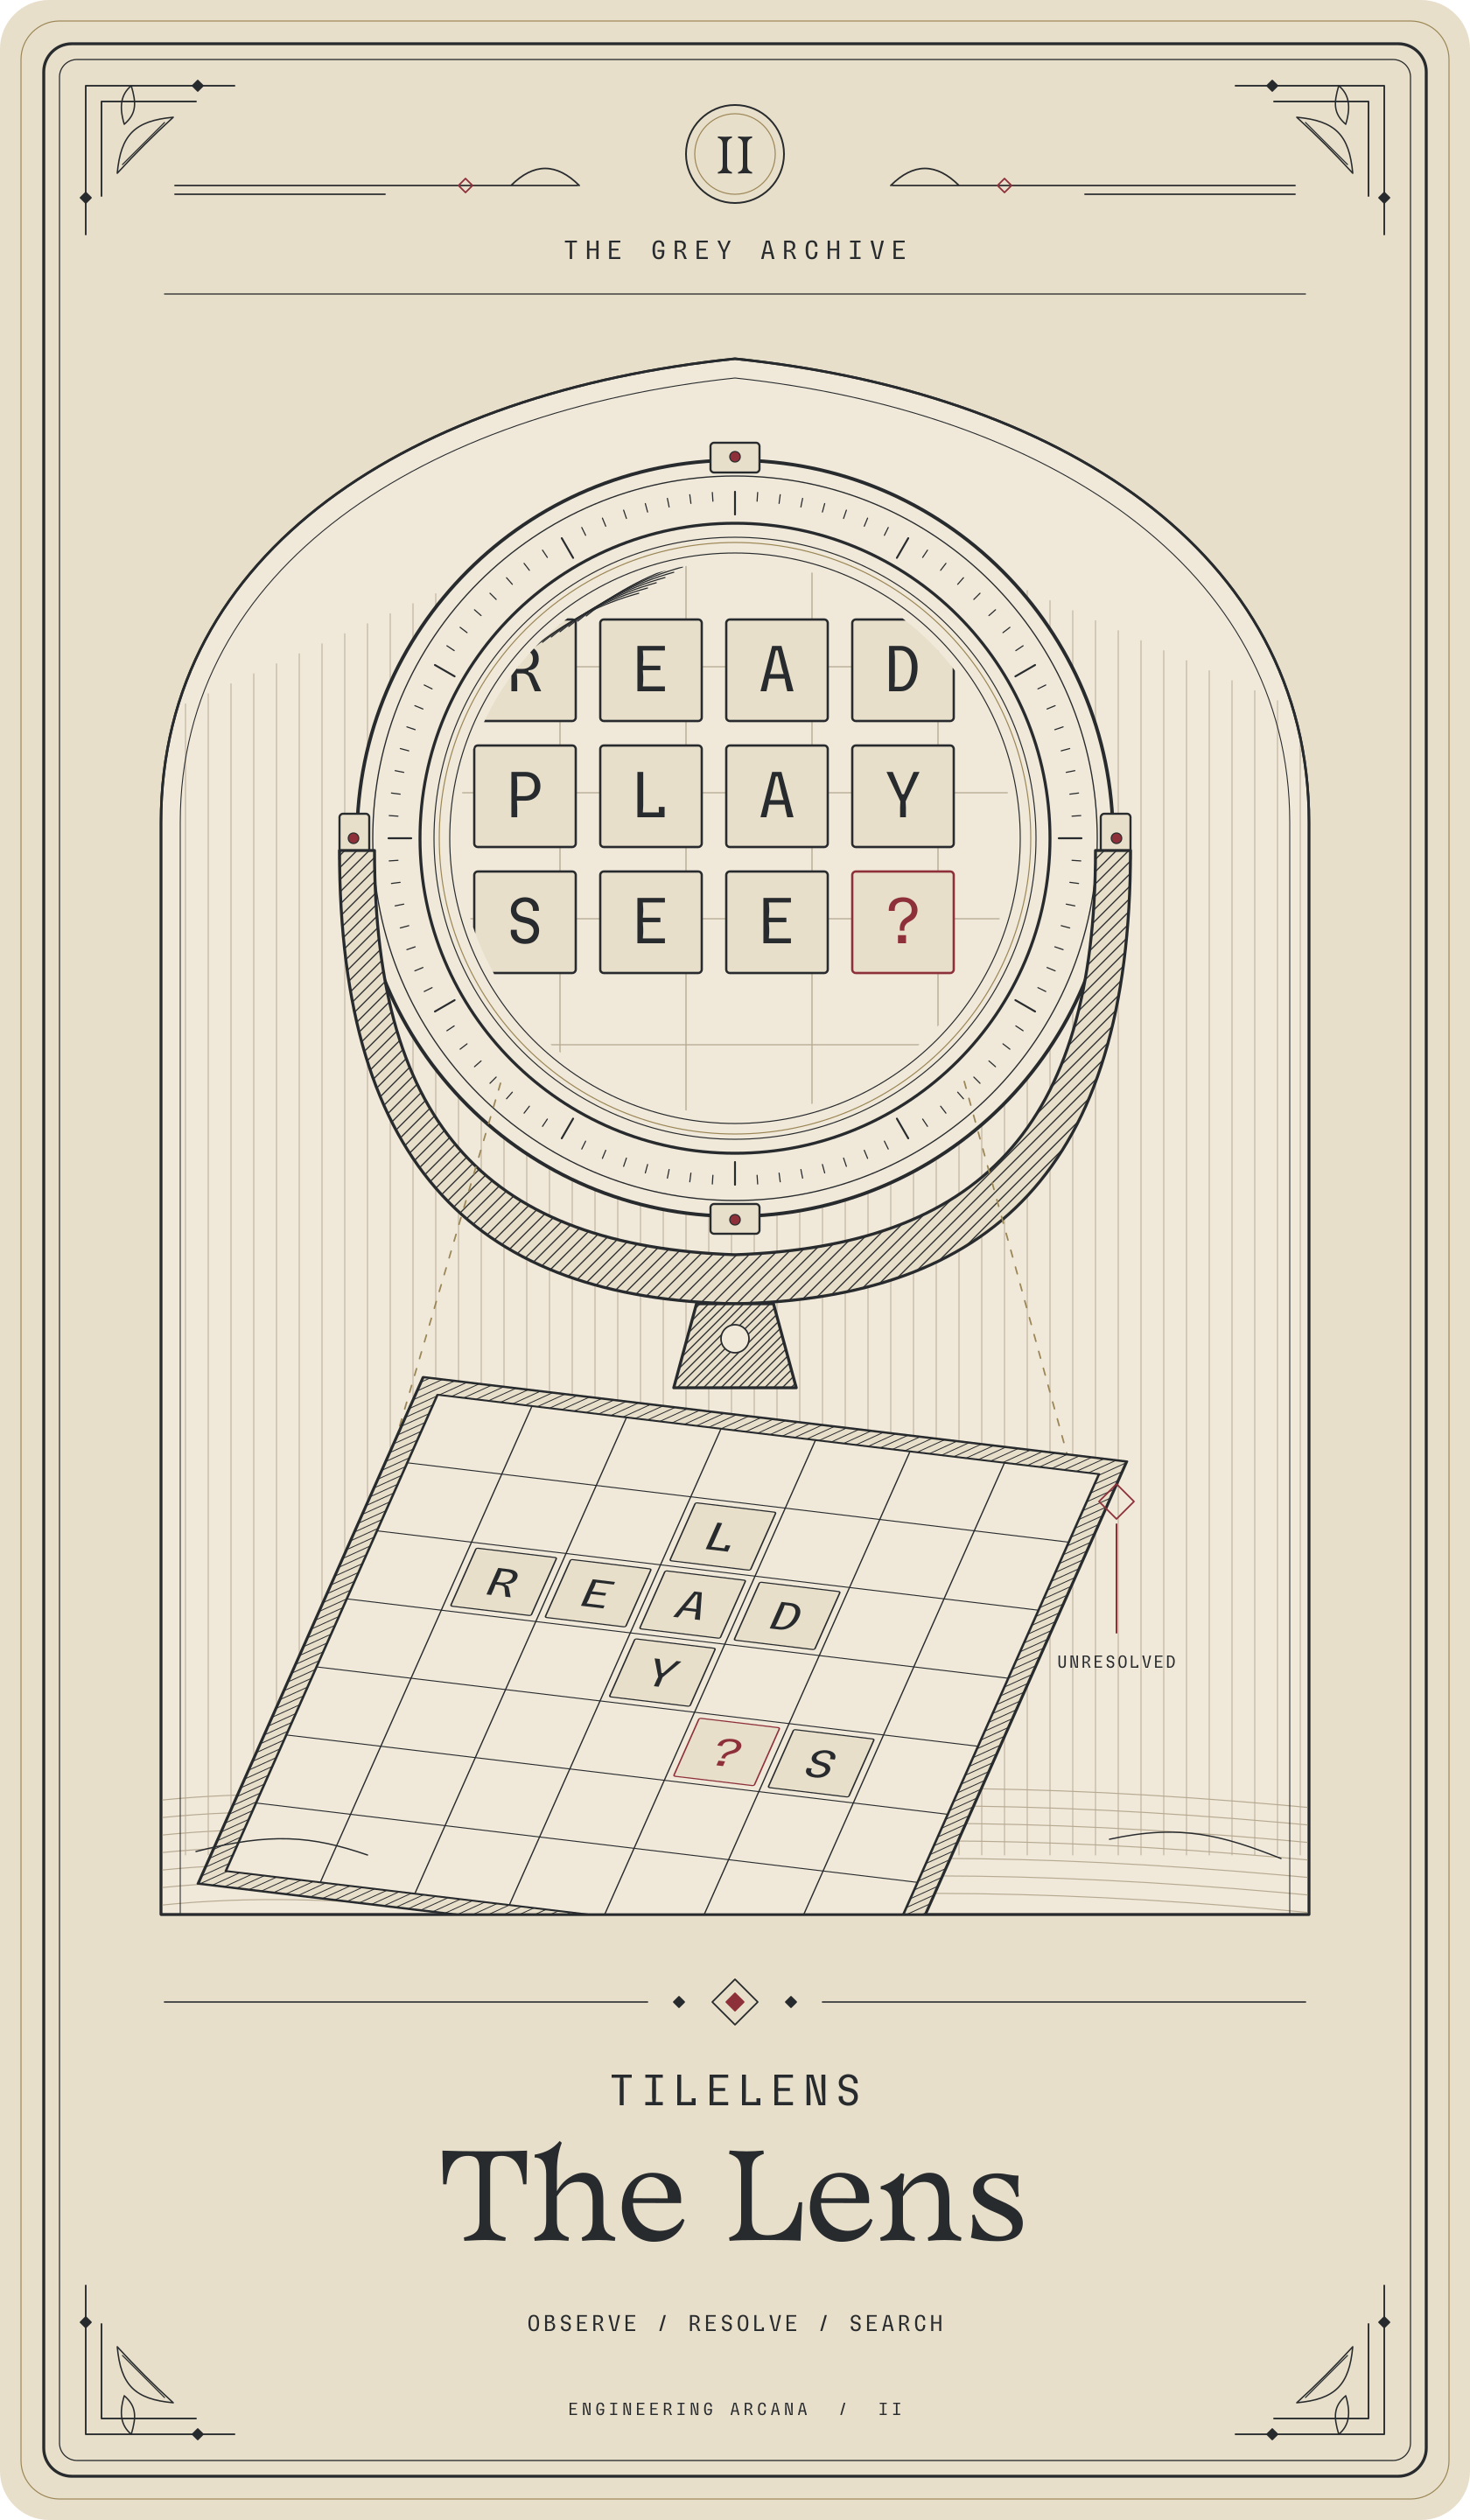 II
THE GREY ARCHIVE
R E A D
P L A Y
S E E ?
L
R E A D
Y
? S
UNRESOLVED
TILELENS
The Lens
OBSERVE / RESOLVE / SEARCH
ENGINEERING ARCANA / II